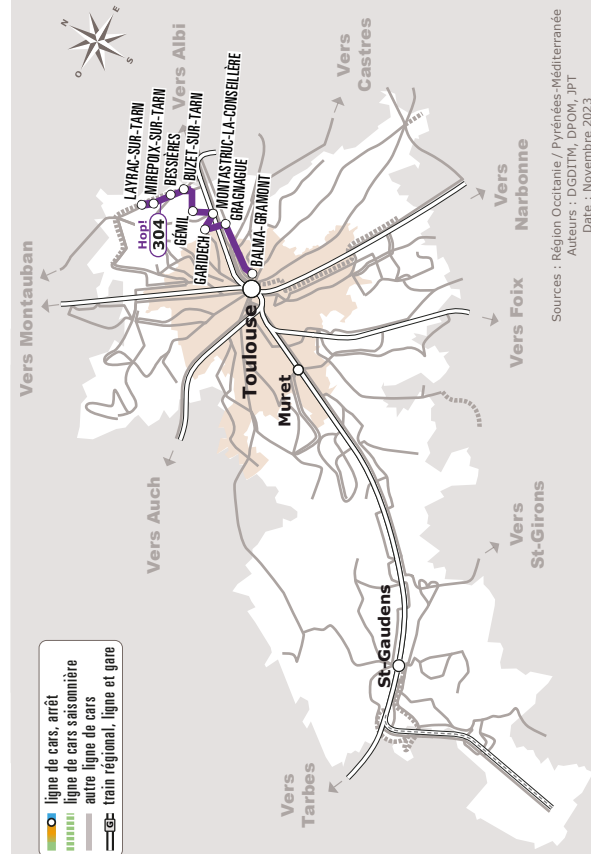 N
E
S
O
Vers Montauban
Vers Albi
Vers
Castres
LAYRAC-SUR-TARN
MIREPOIX-SUR-TARN
BESSIÈRES
BUZET-SUR-TARN
Hop!
304
GÉMIL
MONTASTRUC-LA-CONSEILLÈRE
GARIDECH
GRAGNAGUE
BALMA-GRAMONT
Toulouse
Muret
Vers
Narbonne
Vers Foix
Vers Auch
Vers
St-Girons
St-Gaudens
Vers
Tarbes
ligne de cars, arrêt
ligne de cars saisonnière
autre ligne de cars
G
train régional, ligne et gare
Sources : Région Occitanie / Pyrénées-Méditerranée
Auteurs : DGDITM, DPOM, JPT
Date : Novembre 2023